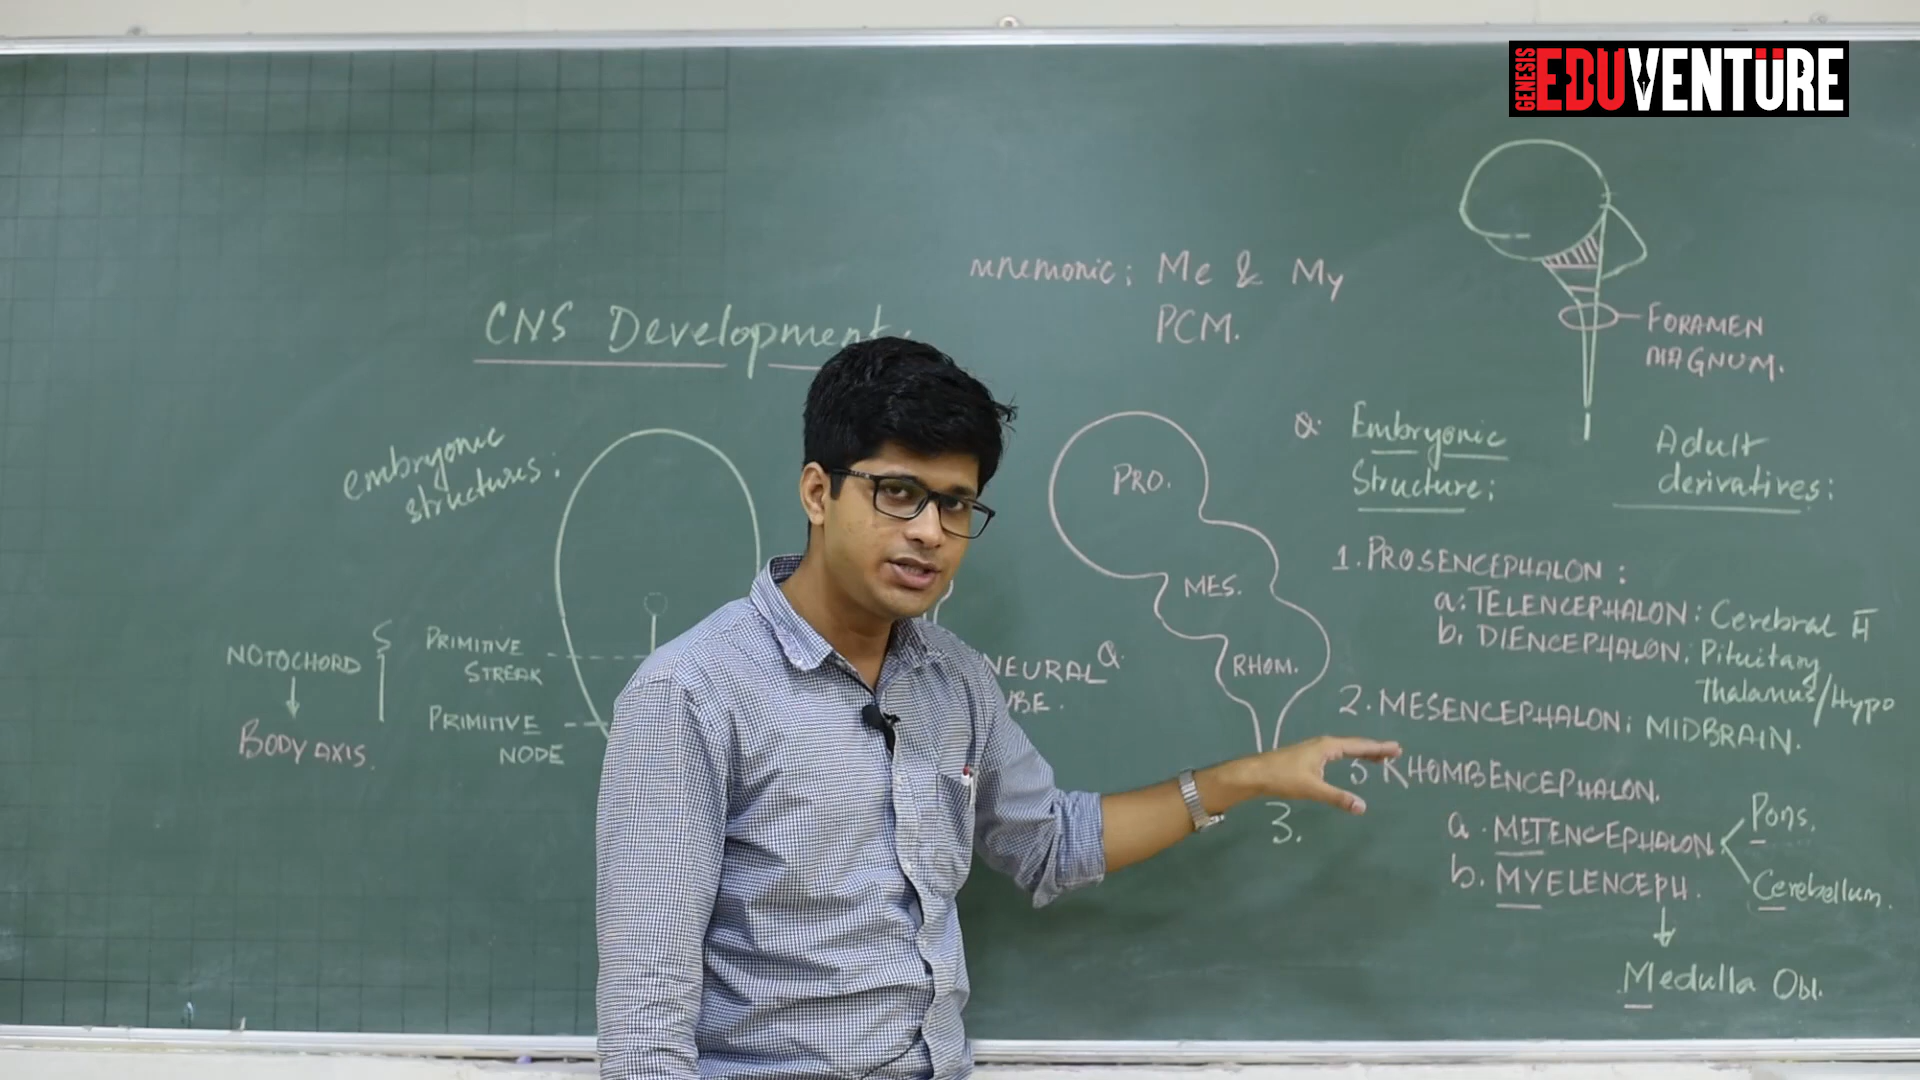 GENESIS
EDUVENTÜRE
mnemonic: Me & My
PCM.
CNS Development
FORAMEN
MAGNUM.
embryonic
structures:
NOTOCHORD
BODY AXIS.
PRIMITIVE
STREAK
PRIMITIVE
NODE
NEURAL
Q.
PRO.
MES.
RHOM.
3.
Q. Embryonic
Structure:
Adult
derivatives:
1. PROSENCEPHALON:
a. TELENCEPHALON: Cerebral H
b. DIENCEPHALON: Pituitary
Thalamus/Hypo
2. MESENCEPHALON: MIDBRAIN.
3 RHOMBENCEPHALON.
a. METENCEPHALON
Pons.
Cerebellum.
b. MYELENCEPH.
Medulla Obl.